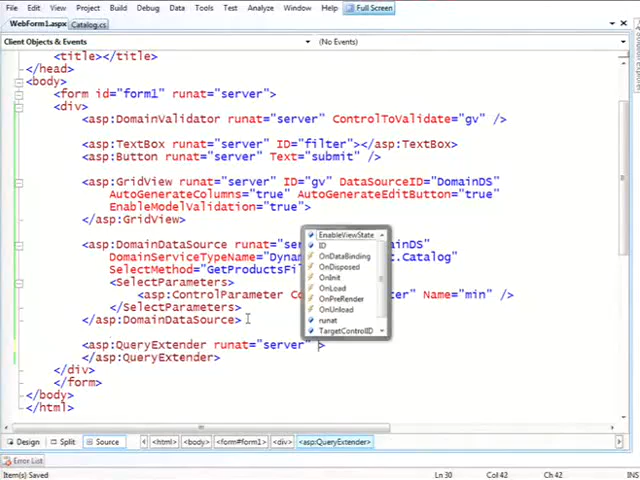 File Edit View Project Build Debug Data Tools Test Analyze Window Help Full Screen
WebForm1.aspx Catalog.cs
Client Objects & Events (No Events)
<title></title>
</head>
<body>
<form id="form1" runat="server">
<div>
<asp:DomainValidator runat="server" ControlToValidate="gv" />
<asp:TextBox runat="server" ID="filter"></asp:TextBox>
<asp:Button runat="server" Text="submit" />
<asp:GridView runat="server" ID="gv" DataSourceID="DomainDS"
AutoGenerateColumns="true" AutoGenerateEditButton="true"
EnableModelValidation="true">
</asp:GridView>
<asp:DomainDataSource runat="se
DS"
DomainServiceTypeName="Dyna
t.Catalog"
SelectMethod="GetProductsFi
<SelectParameters>
<asp:ControlParameter Co
ter" Name="min" />
</SelectParameters>
</asp:DomainDataSource>
<asp:QueryExtender runat="server" >
</asp:QueryExtender>
</div>
</form>
</body>
</html>
EnableViewState
ID
OnDataBinding
OnDisposed
OnInit
OnLoad
OnPreRender
OnUnload
runat
TargetControlID
Design Split Source <html> <body> <form#form1> <div> <asp:QueryExtender>
Error List
Item(s) Saved Ln 30 Col 42 Ch 42 INS